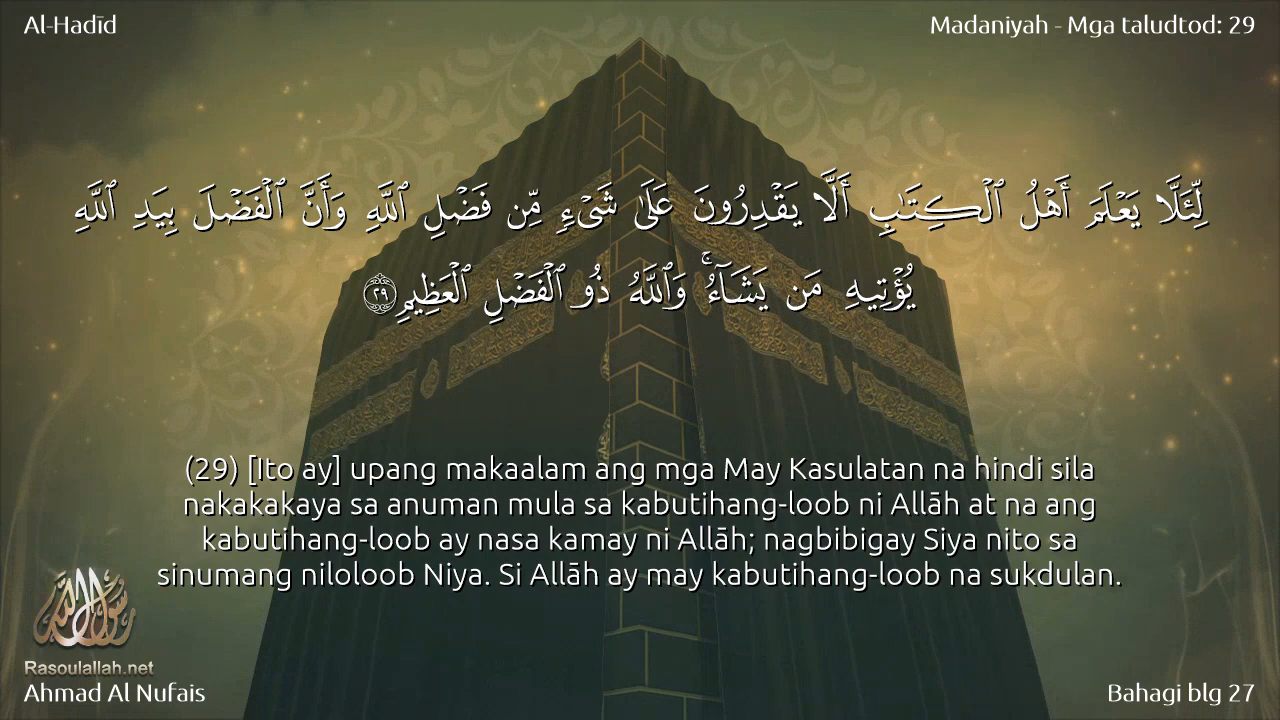 Al-Hadīd
Madaniyah - Mga taludtod: 29
لِّئَلَّا يَعْلَمَ أَهْلُ ٱلْكِتَٰبِ أَلَّا يَقْدِرُونَ عَلَىٰ شَىْءٍ مِّن فَضْلِ ٱللَّهِ وَأَنَّ ٱلْفَضْلَ بِيَدِ ٱللَّهِ
يُؤْتِيهِ مَن يَشَآءُ ۚ وَٱللَّهُ ذُو ٱلْفَضْلِ ٱلْعَظِيمِ ٢٩
(29) [Ito ay] upang makaalam ang mga May Kasulatan na hindi sila
nakakakaya sa anuman mula sa kabutihang-loob ni Allāh at na ang
kabutihang-loob ay nasa kamay ni Allāh; nagbibigay Siya nito sa
sinumang niloloob Niya. Si Allāh ay may kabutihang-loob na sukdulan.
رسول الله
Rasoulallah.net
Ahmad Al Nufais
Bahagi blg 27